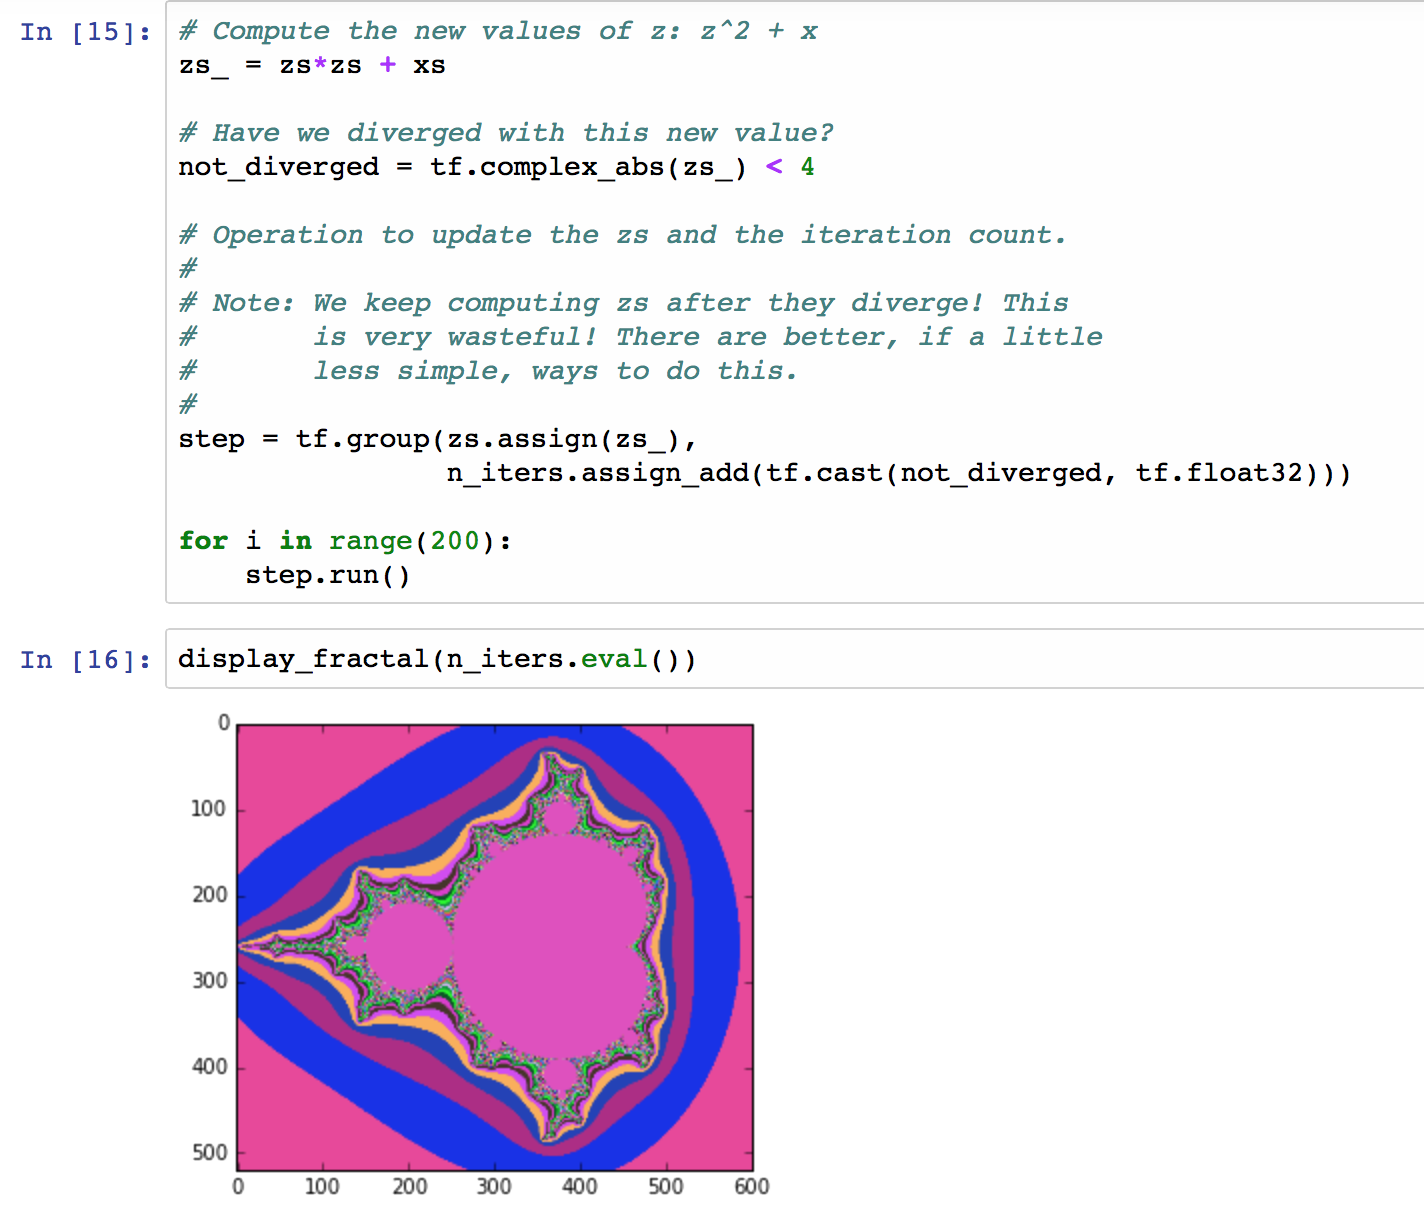 In [15]: # Compute the new values of z: z^2 + x
zs_ = zs*zs + xs
# Have we diverged with this new value?
not_diverged = tf.complex_abs(zs_) < 4
# Operation to update the zs and the iteration count.
#
# Note: We keep computing zs after they diverge! This
#       is very wasteful! There are better, if a little
#       less simple, ways to do this.
#
step = tf.group(zs.assign(zs_),
                n_iters.assign_add(tf.cast(not_diverged, tf.float32)))
for i in range(200):
    step.run()
In [16]: display_fractal(n_iters.eval())
0
100
200
300
400
500
0 100 200 300 400 500 600